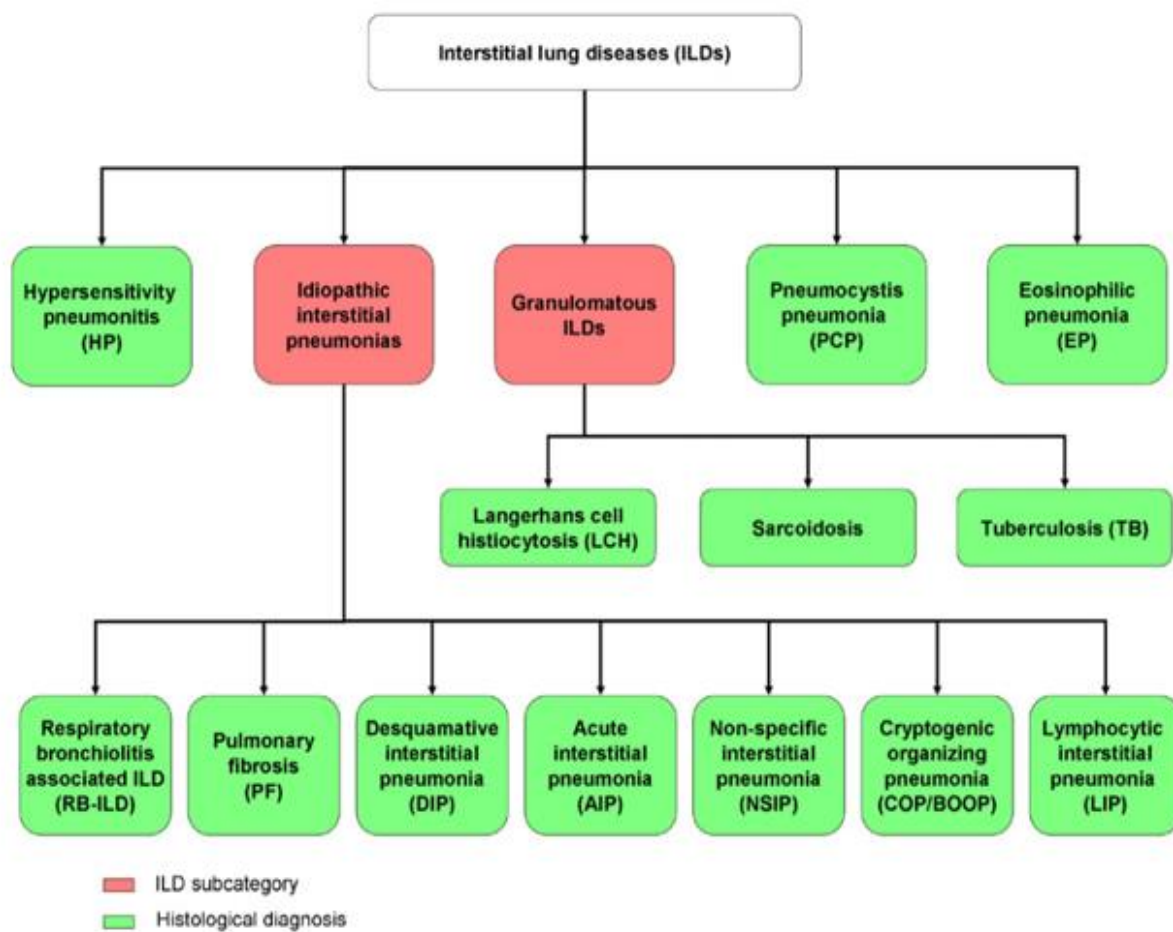 Interstitial lung diseases (ILDs)
Hypersensitivity
pneumonitis
(HP)
Idiopathic
interstitial
pneumonias
Granulomatous
ILDs
Pneumocystis
pneumonia
(PCP)
Eosinophilic
pneumonia
(EP)
Langerhans cell
histiocytosis (LCH)
Sarcoidosis
Tuberculosis (TB)
Respiratory
bronchiolitis
associated ILD
(RB-ILD)
Pulmonary
fibrosis
(PF)
Desquamative
interstitial
pneumonia
(DIP)
Acute
interstitial
pneumonia
(AIP)
Non-specific
interstitial
pneumonia
(NSIP)
Cryptogenic
organizing
pneumonia
(COP/BOOP)
Lymphocytic
interstitial
pneumonia
(LIP)
ILD subcategory
Histological diagnosis